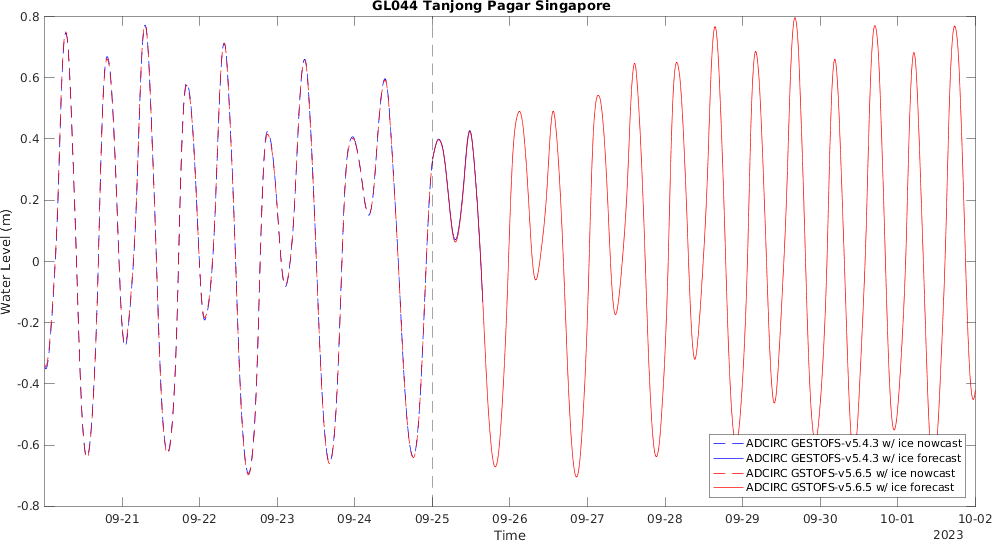 GL044 Tanjong Pagar Singapore
0.8
0.6
0.4
0.2
0
-0.2
-0.4
-0.6
-0.8
Water Level (m)
ADCIRC GESTOFS-v5.4.3 w/ ice nowcast
ADCIRC GESTOFS-v5.4.3 w/ ice forecast
ADCIRC GSTOFS-v5.6.5 w/ ice nowcast
ADCIRC GSTOFS-v5.6.5 w/ ice forecast
09-21 09-22 09-23 09-24 09-25 09-26 09-27 09-28 09-29 09-30 10-01 10-02
Time
2023